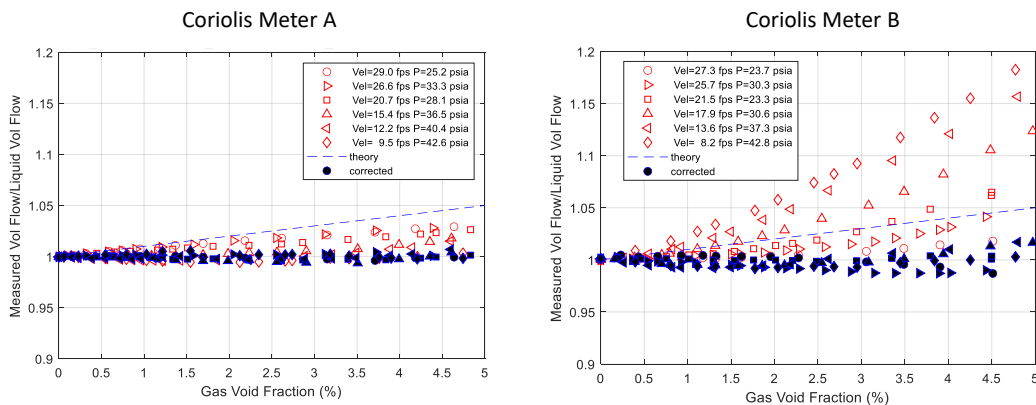 Coriolis Meter A
1.2
1.15
1.1
1.05
1
0.95
0.9
Measured Vol Flow/Liquid Vol Flow
Vel=29.0 fps P=25.2 psia
Vel=26.6 fps P=33.3 psia
Vel=20.7 fps P=28.1 psia
Vel=15.4 fps P=36.5 psia
Vel=12.2 fps P=40.4 psia
Vel= 9.5 fps P=42.6 psia
theory
corrected
0 0.5 1 1.5 2 2.5 3 3.5 4 4.5 5
Gas Void Fraction (%)
Coriolis Meter B
1.2
1.15
1.1
1.05
1
0.95
0.9
Measured Vol Flow/Liquid Vol Flow
Vel=27.3 fps P=23.7 psia
Vel=25.7 fps P=30.3 psia
Vel=21.5 fps P=23.3 psia
Vel=17.9 fps P=30.6 psia
Vel=13.6 fps P=37.3 psia
Vel= 8.2 fps P=42.8 psia
theory
corrected
0 0.5 1 1.5 2 2.5 3 3.5 4 4.5 5
Gas Void Fraction (%)